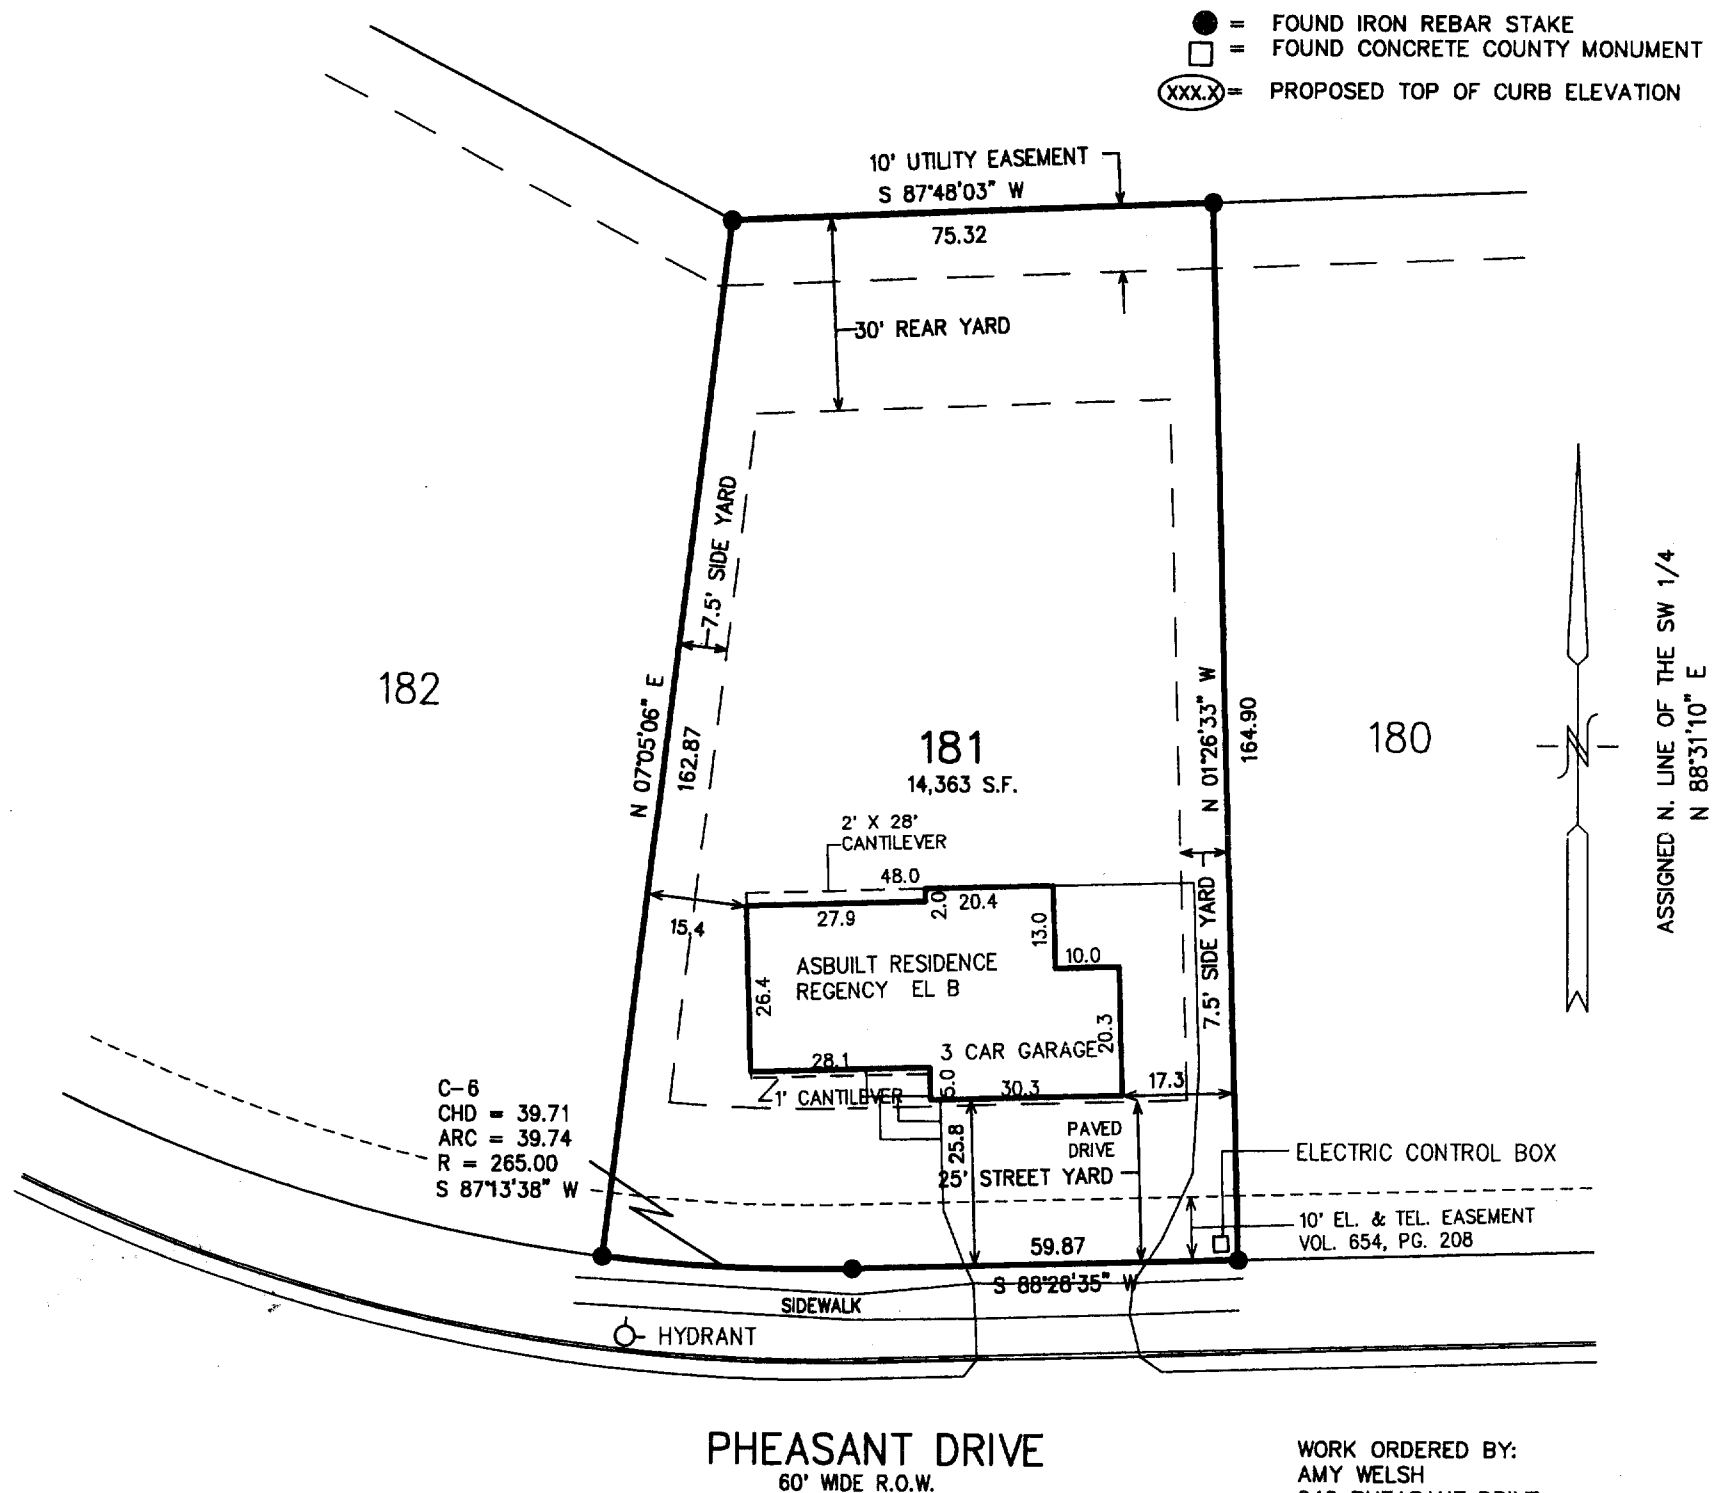 = FOUND IRON REBAR STAKE
= FOUND CONCRETE COUNTY MONUMENT
XXX.X = PROPOSED TOP OF CURB ELEVATION
10' UTILITY EASEMENT
S 87°48'03" W
75.32
30' REAR YARD
7.5' SIDE YARD
N 07°05'06" E
162.87
182
181
14,363 S.F.
N 01°26'33" W
164.90
180
ASSIGNED N. LINE OF THE SW 1/4
N 88°31'10" E
N
2' X 28'
CANTILEVER
48.0
27.9
2.0
20.4
13.0
10.0
15.4
7.5' SIDE YARD
ASBUILT RESIDENCE
REGENCY EL B
26.4
20.3
3 CAR GARAGE
28.1
1' CANTILEVER
5.0
30.3
17.3
C-6
CHD = 39.71
ARC = 39.74
R = 265.00
S 87°13'38" W
25.8
PAVED
DRIVE
25' STREET YARD
ELECTRIC CONTROL BOX
10' EL. & TEL. EASEMENT
VOL. 654, PG. 208
59.87
S 88°28'35" W
SIDEWALK
HYDRANT
PHEASANT DRIVE
60' WIDE R.O.W.
WORK ORDERED BY:
AMY WELSH
PHEASANT DRIVE